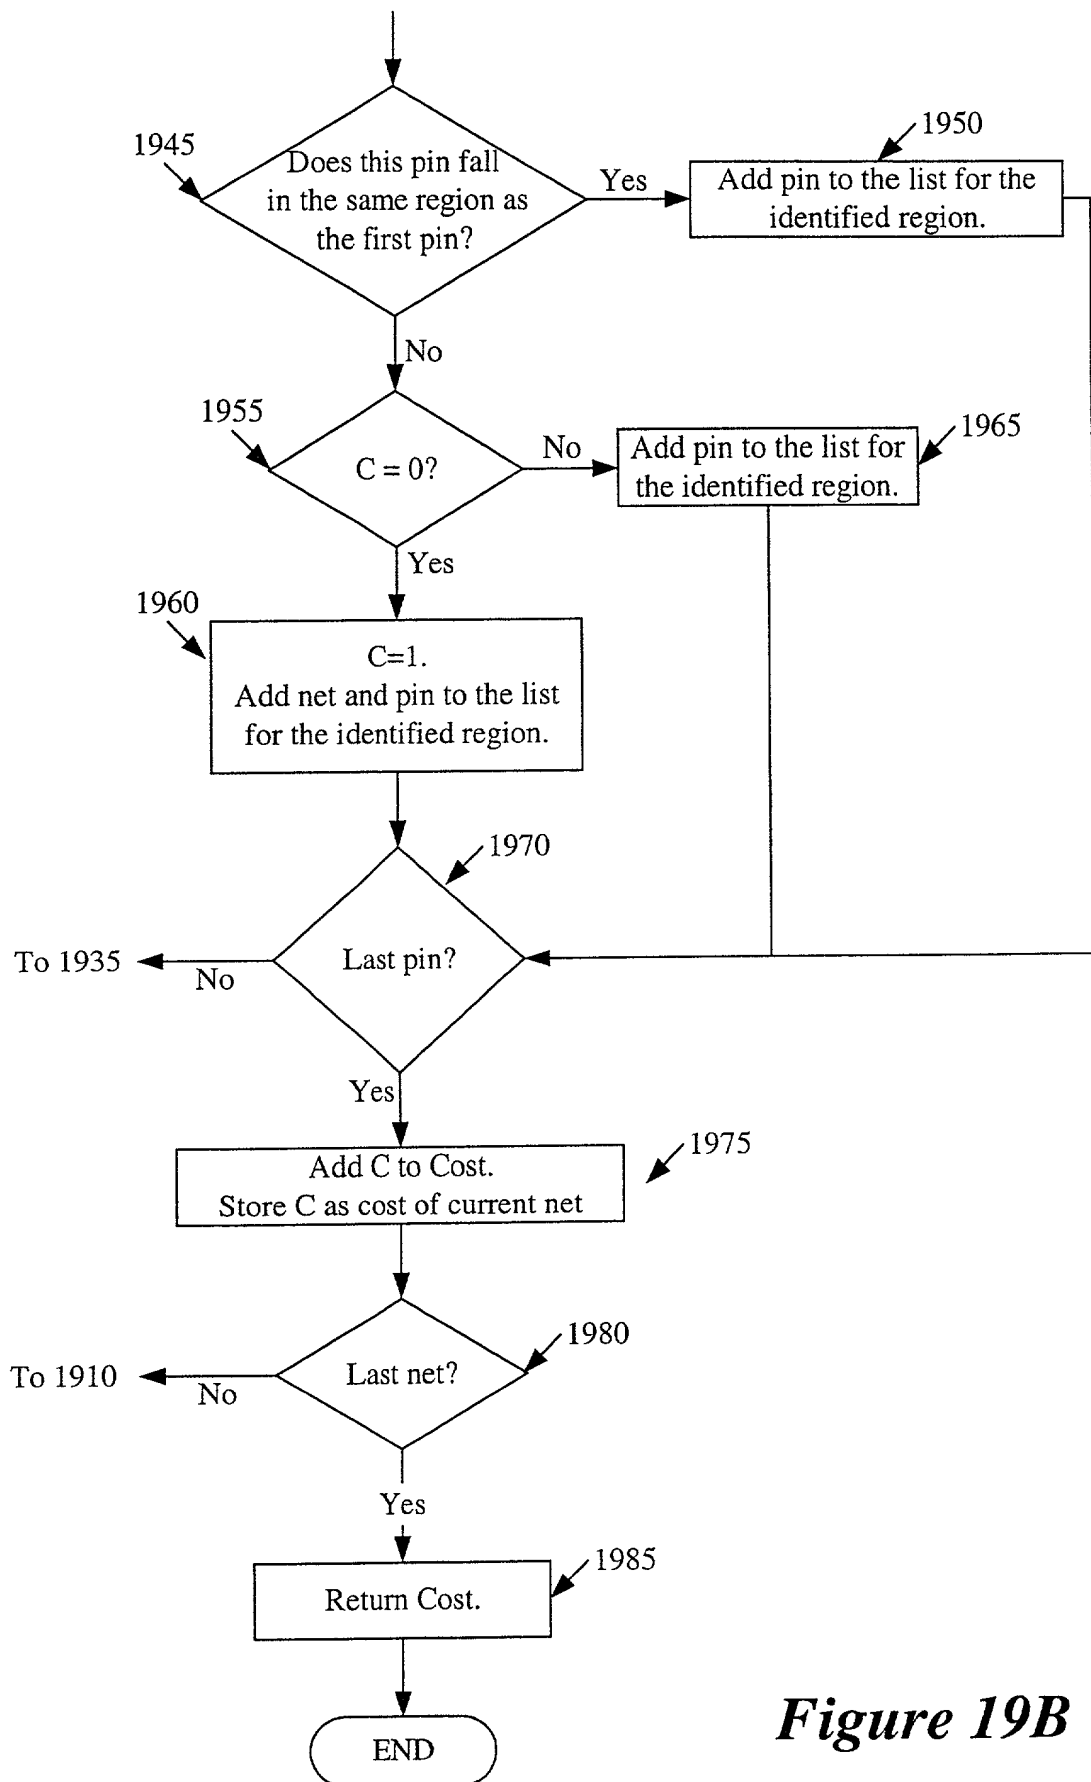 1945
Does this pin fall
in the same region as
the first pin?
Yes
1950
Add pin to the list for the
identified region.
No
1955
C = 0?
No
1965
Add pin to the list for
the identified region.
Yes
1960
C=1.
Add net and pin to the list
for the identified region.
1970
Last pin?
To 1935
No
Yes
1975
Add C to Cost.
Store C as cost of current net
1980
Last net?
To 1910
No
Yes
1985
Return Cost.
END
Figure 19B